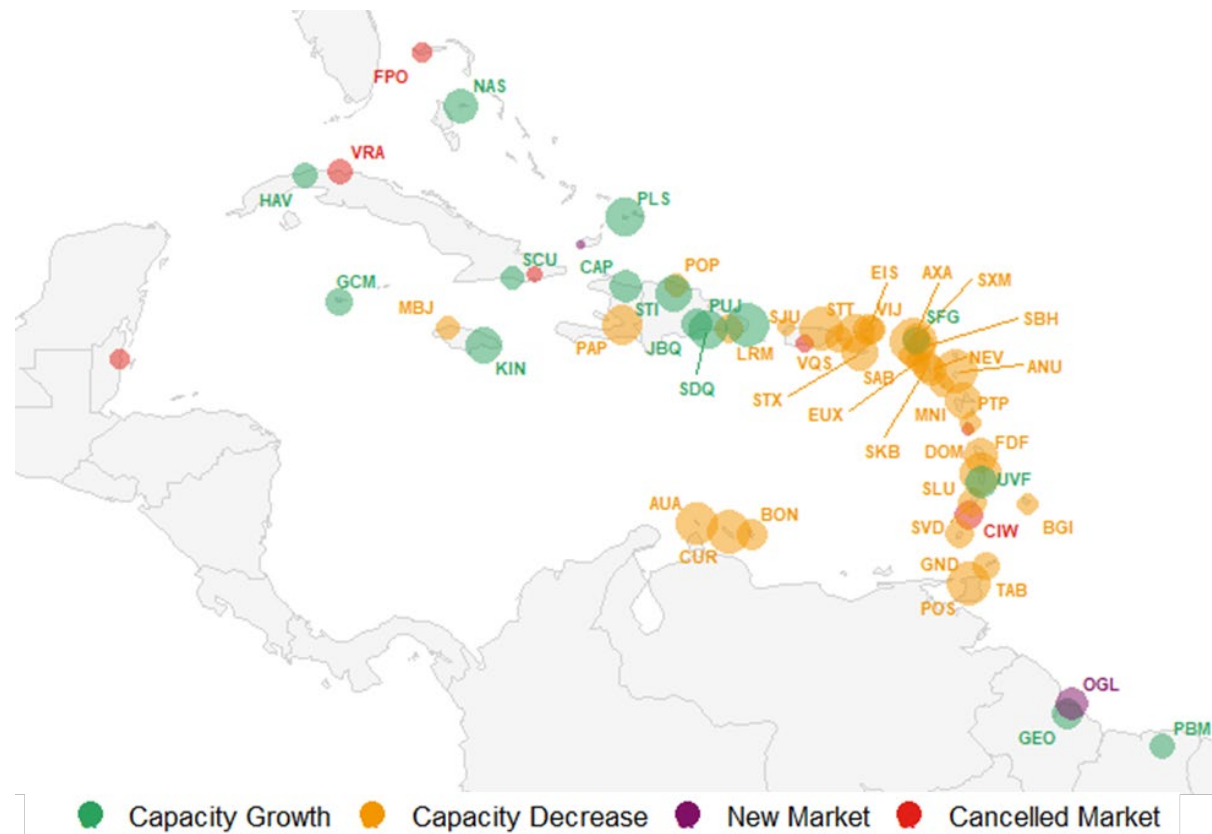 FPO
NAS
VRA
HAV
PLS
SCU
CAP
POP
GCM
MBJ
STI
PUJ
SJU
STT
EIS
VIJ
AXA
SXM
SFG
SBH
KIN
PAP
JBQ
LRM
SDQ
VQS
STX
SAB
EUX
SKB
NEV
ANU
MNI
PTP
DOM
FDF
SLU
UVF
AUA
BON
CUR
SVD
CIW
BGI
GND
TAB
POS
OGL
GEO
PBM
Capacity Growth Capacity Decrease New Market Cancelled Market